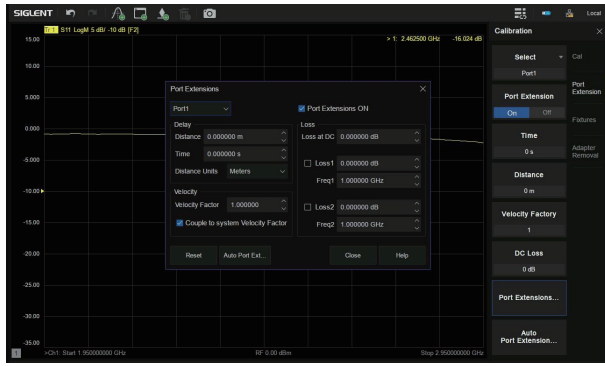 SIGLENT
Local
Tr 1 S11 LogM 5 dB/ -10 dB [F2]
> 1: 2.462500 GHz -16.024 dB
15.00
10.00
5.000
0.000
-5.000
-10.00
-15.00
-20.00
-25.00
-30.00
-35.00
Port Extensions
Port1
Port Extensions ON
Delay
Distance 0.000000 m
Time 0.000000 s
Distance Units Meters
Velocity
Velocity Factor 1.000000
Couple to system Velocity Factor
Loss
Loss at DC 0.000000 dB
Loss1 0.000000 dB
Freq1 1.000000 GHz
Loss2 0.000000 dB
Freq2 1.000000 GHz
Reset Auto Port Ext... Close Help
1 >Ch1: Start 1.950000000 GHz RF 0.00 dBm Stop 2.950000000 GHz
Calibration
Select
Port1
Port Extension
On Off
Time
0 s
Distance
0 m
Velocity Factory
1
DC Loss
0 dB
Port Extensions...
Auto
Port Extension...
Cal
Port
Extension
Fixtures
Adapter
Removal